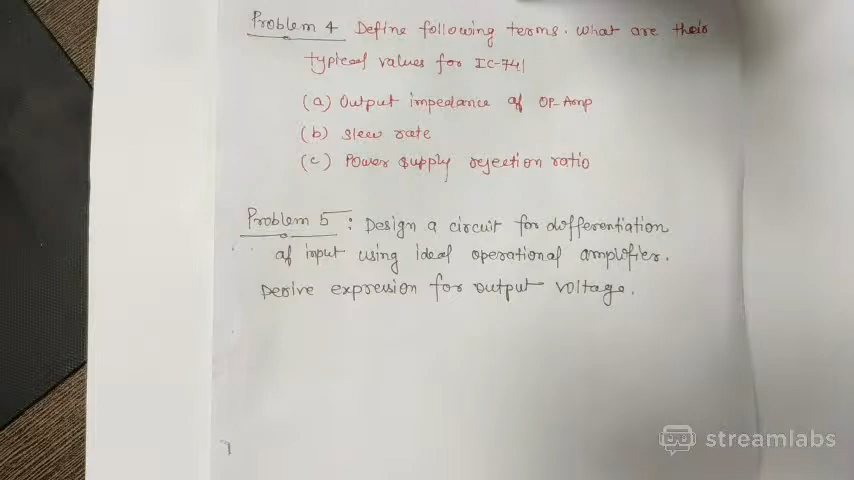 Problem 4 Define following terms. What are their
typical values for IC-741
(a) Output impedance of OP-Amp
(b) Slew rate
(c) Power supply rejection ratio
Problem 5 : Design a circuit for differentiation
of input using ideal operational amplifier.
Derive expression for output voltage.
streamlabs